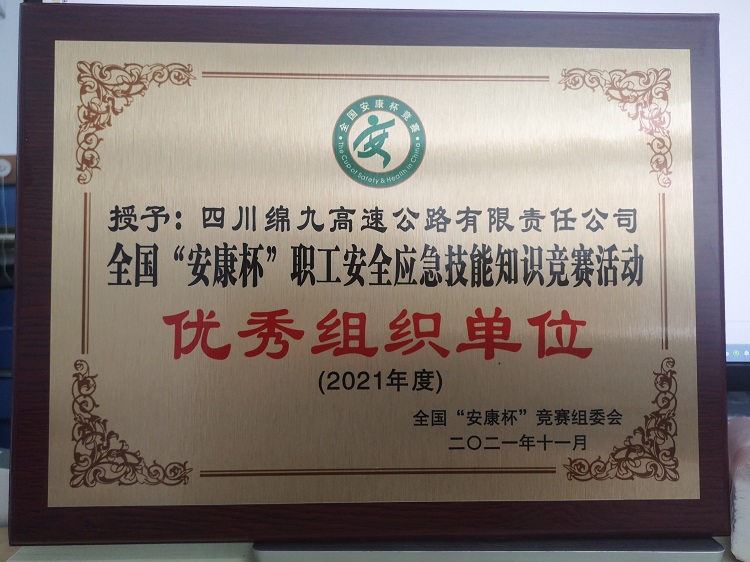 全国安康杯竞赛
The Cup of Safety & Health in China
授予：四川绵九高速公路有限责任公司
全国“安康杯”职工安全应急技能知识竞赛活动
优秀组织单位
(2021年度)
全国“安康杯”竞赛组委会
二〇二一年十一月